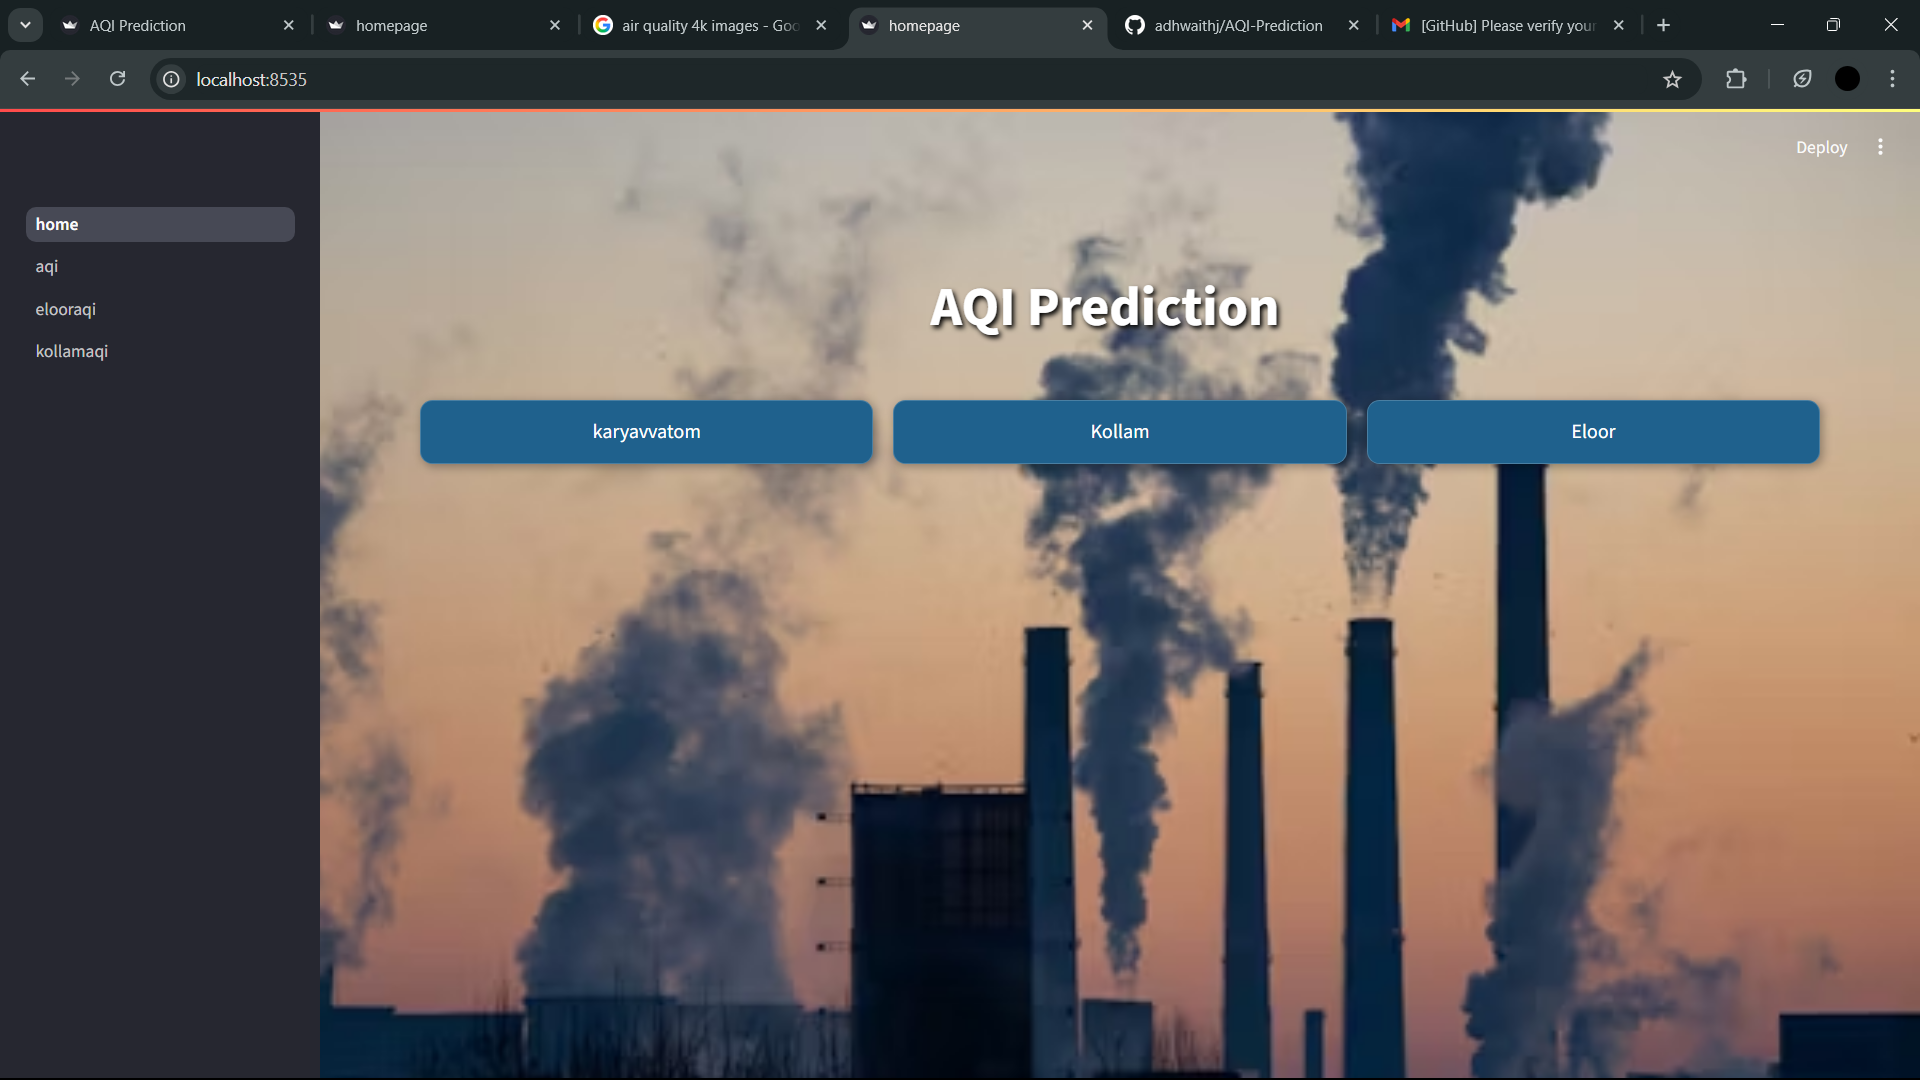 AQI Prediction
homepage
air quality 4k images - Goo
homepage
adhwaithj/AQI-Prediction
[GitHub] Please verify your
localhost:8535
Deploy
home
aqi
elooraqi
kollamaqi
AQI Prediction
karyavvatom
Kollam
Eloor